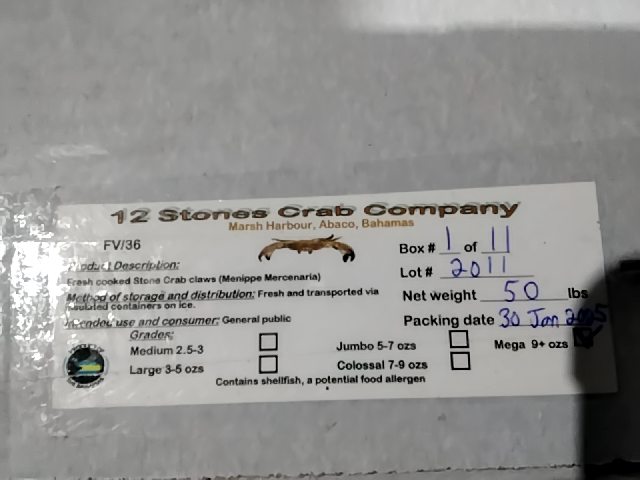 12 Stones Crab Company
Marsh Harbour, Abaco, Bahamas
FV/36
Product Description:
Fresh cooked Stone Crab claws (Menippe Mercenaria)
Method of storage and distribution: Fresh and transported via
insulated containers on ice.
Intended use and consumer: General public
Box # 1 of 11
Lot # 2011
Net weight 50 lbs
Packing date 30 Jan 2025
Grades:
Medium 2.5-3
Jumbo 5-7 ozs
Mega 9+ ozs
Large 3-5 ozs
Colossal 7-9 ozs
Contains shellfish, a potential food allergen